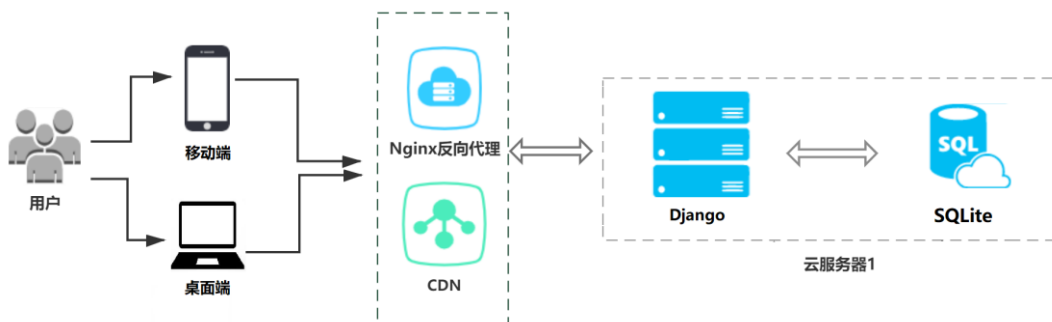 用户
移动端
桌面端
Nginx反向代理
CDN
Django
SQL
SQLite
云服务器1